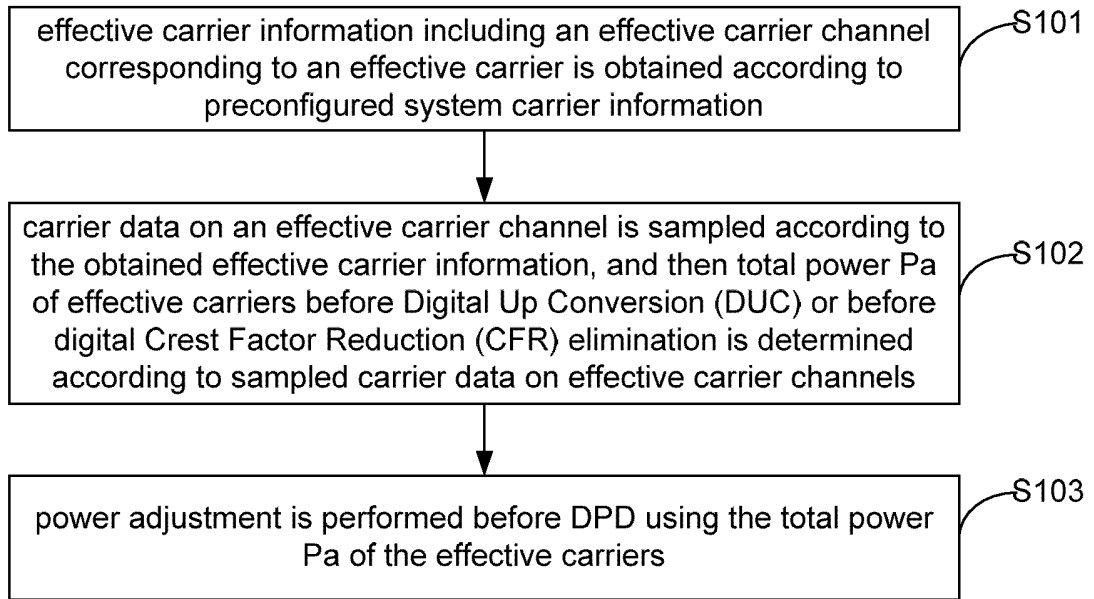 effective carrier information including an effective carrier channel
corresponding to an effective carrier is obtained according to
preconfigured system carrier information
S101
carrier data on an effective carrier channel is sampled according to
the obtained effective carrier information, and then total power Pa
of effective carriers before Digital Up Conversion (DUC) or before
digital Crest Factor Reduction (CFR) elimination is determined
according to sampled carrier data on effective carrier channels
S102
power adjustment is performed before DPD using the total power
Pa of the effective carriers
S103